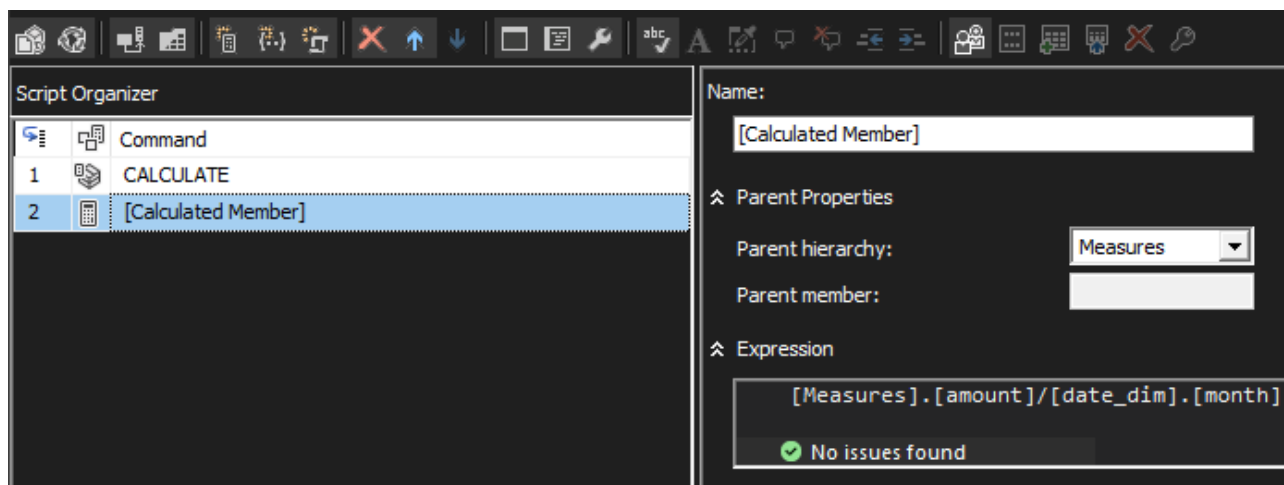 abc
A
Script Organizer
Command
1 CALCULATE
2 [Calculated Member]
Name:
[Calculated Member]
Parent Properties
Parent hierarchy: Measures
Parent member:
Expression
[Measures].[amount]/[date_dim].[month]
No issues found